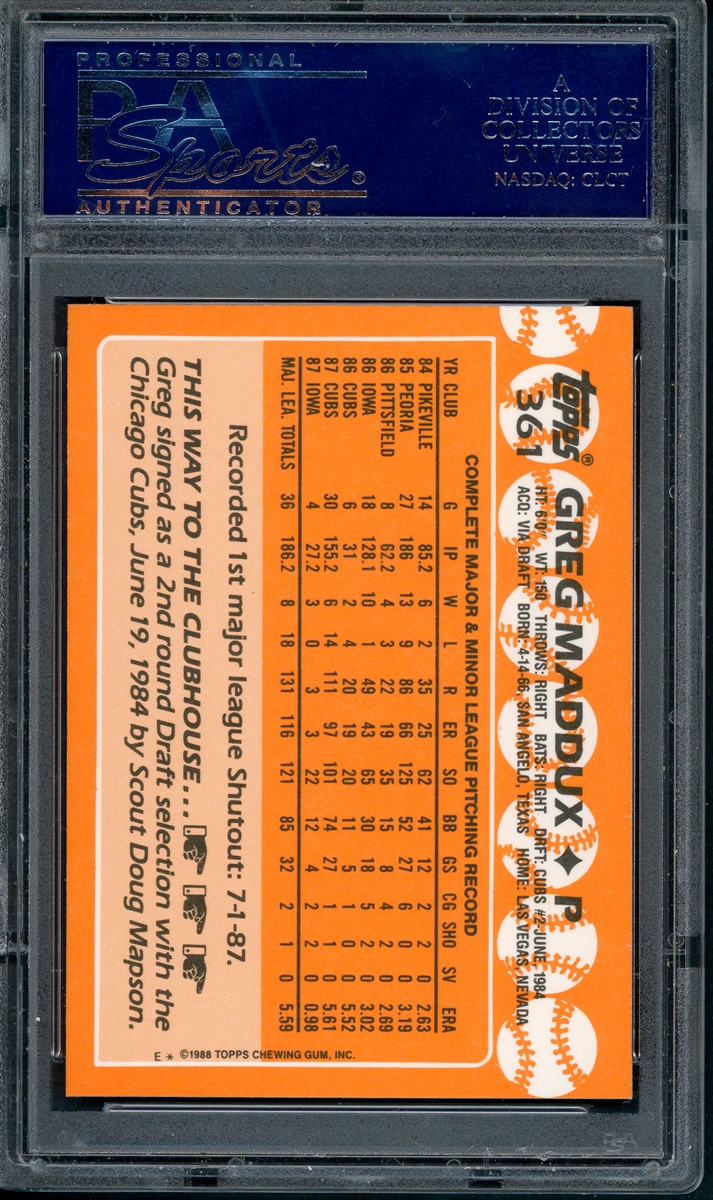 PROFESSIONAL
PSA
Sports®
AUTHENTICATOR
A
DIVISION OF
COLLECTORS
UNIVERSE
NASDAQ: CLCT
topps®
361
GREG MADDUX ◆ P
HT: 6'0" WT: 150 THROWS: RIGHT BATS: RIGHT DRFT: CUBS #2-JUNE, 1984
ACQ: VIA DRAFT BORN: 4-14-66, SAN ANGELO, TEXAS HOME: LAS VEGAS, NEVADA
COMPLETE MAJOR & MINOR LEAGUE PITCHING RECORD
YR CLUB G IP W L R ER SO BB GS CG SHO SV ERA
84 PIKEVILLE 14 85.2 6 2 35 25 62 41 12 2 2 0 2.63
85 PEORIA 27 186 13 9 86 66 125 52 27 6 0 0 3.19
86 PITTSFIELD 8 62.2 4 3 22 19 35 15 8 4 2 0 2.69
86 IOWA 18 128.1 10 1 49 43 65 30 18 5 2 0 3.02
86 CUBS 6 31 2 4 20 19 20 11 5 1 0 0 5.52
87 CUBS 30 155.2 6 14 111 97 101 74 27 1 1 0 5.61
87 IOWA 4 27.2 3 0 3 3 22 12 4 2 2 0 0.98
MAJ. LEA. TOTALS 36 186.2 8 18 131 116 121 85 32 2 1 0 5.59
Recorded 1st major league Shutout: 7-1-87.
THIS WAY TO THE CLUBHOUSE...
Greg signed as a 2nd round Draft selection with the
Chicago Cubs, June 19, 1984 by Scout Doug Mapson.
E * ©1988 TOPPS CHEWING GUM, INC.
PSA